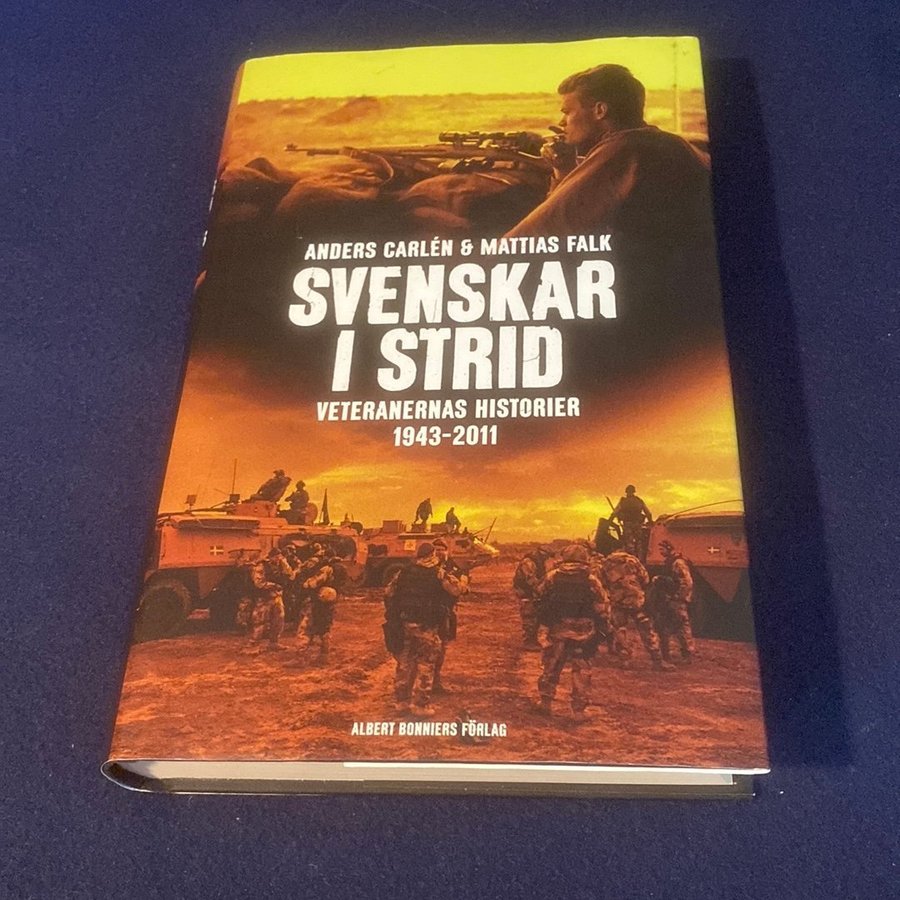 ANDERS CARLÉN & MATTIAS FALK
SVENSKAR
I STRID
VETERANERNAS HISTORIER
1943–2011
ALBERT BONNIERS FÖRLAG